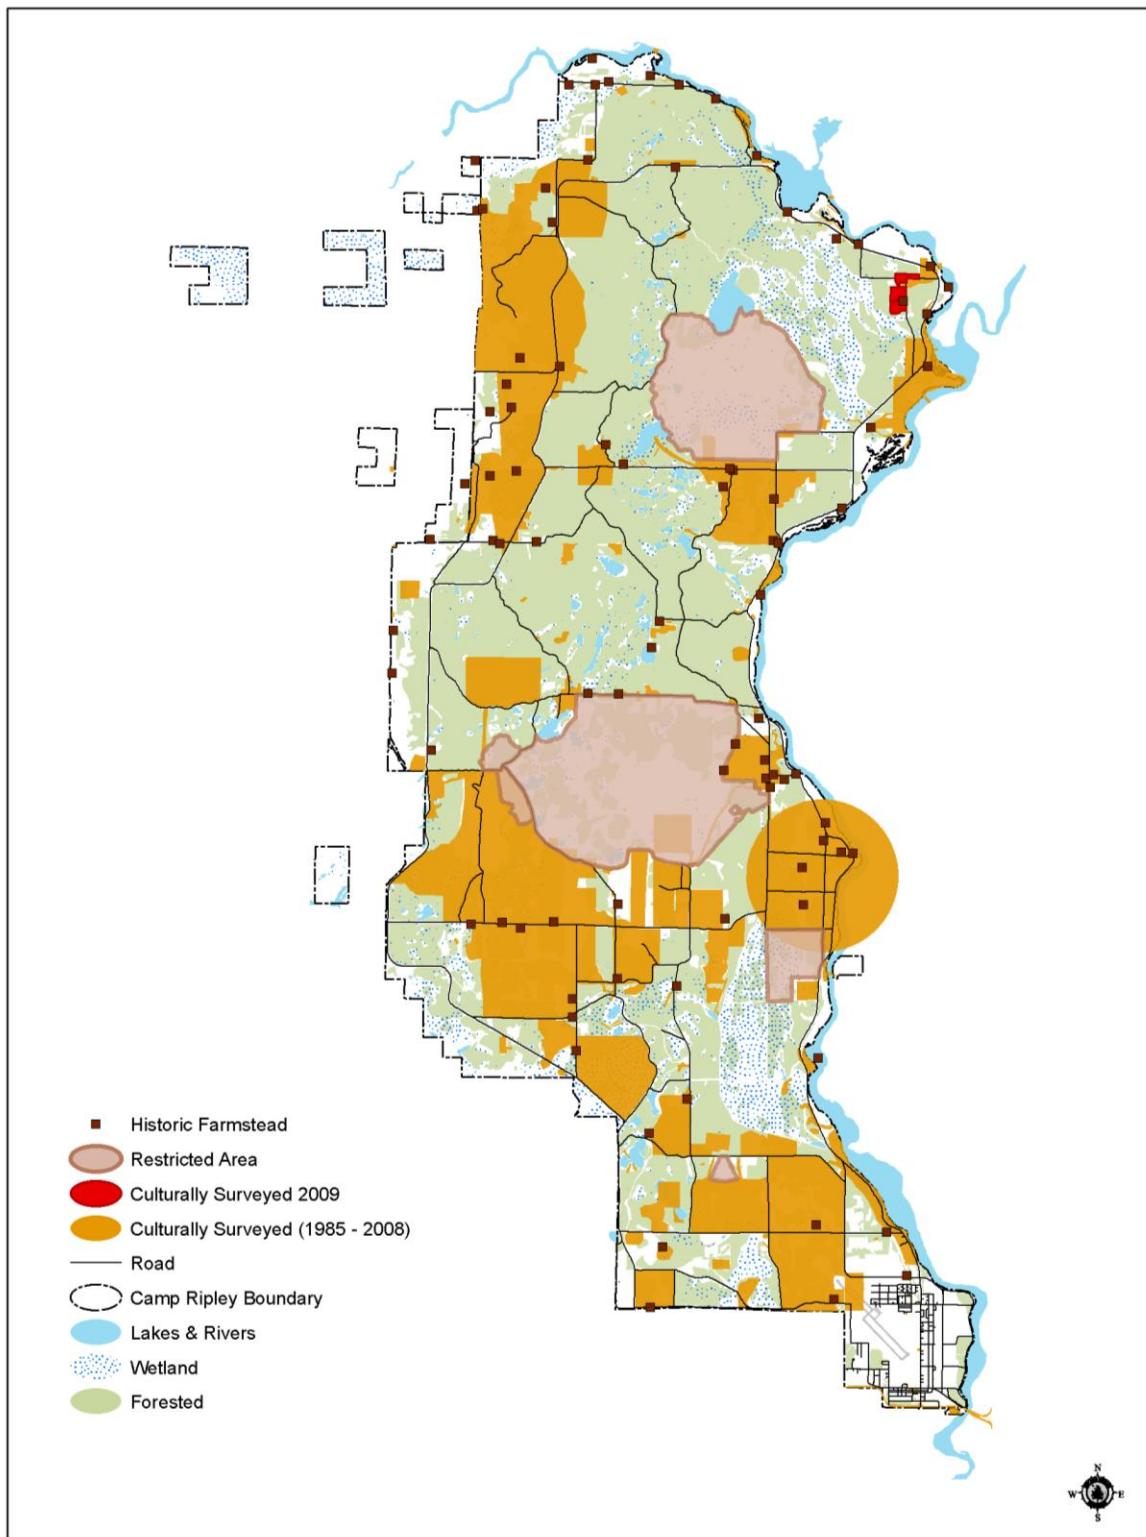 Historic Farmstead
Restricted Area
Culturally Surveyed 2009
Culturally Surveyed (1985 - 2008)
Road
Camp Ripley Boundary
Lakes & Rivers
Wetland
Forested
N
W E
S